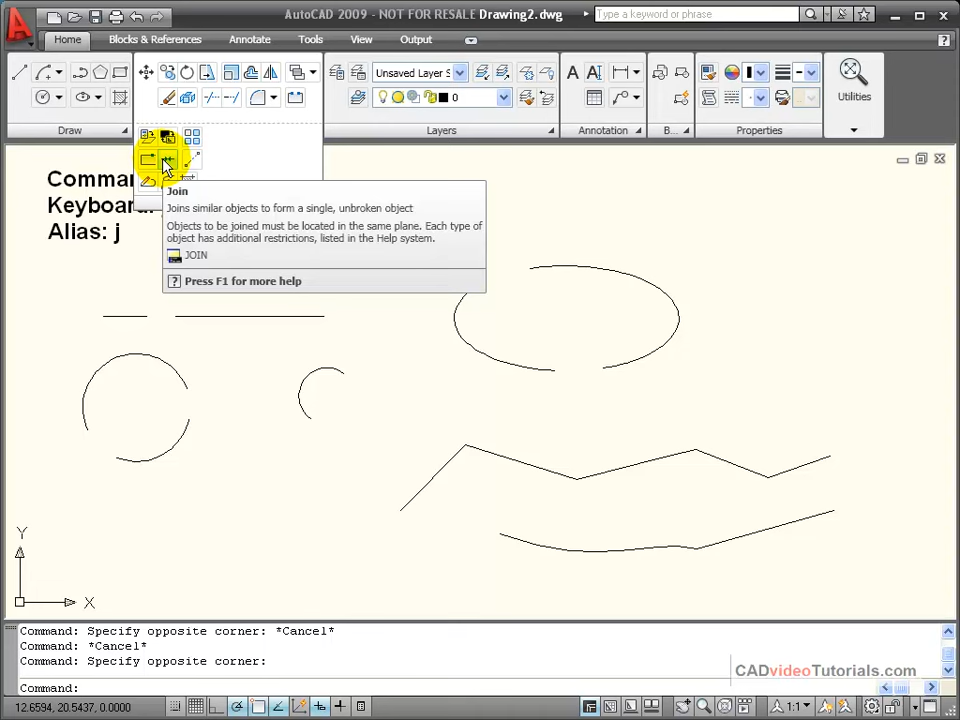 AutoCAD 2009 - NOT FOR RESALE Drawing2.dwg
Type a keyword or phrase
Home Blocks & References Annotate Tools View Output
Unsaved Layer S
0
Utilities
Draw Layers Annotation B... Properties
Comma
Keyboar
Alias: j
Join
Joins similar objects to form a single, unbroken object
Objects to be joined must be located in the same plane. Each type of
object has additional restrictions, listed in the Help system.
JOIN
Press F1 for more help
Y
X
Command: Specify opposite corner: *Cancel*
Command: *Cancel*
Command: Specify opposite corner:
CADvideoTutorials.com
Command:
12.6594, 20.5437, 0.0000
1:1